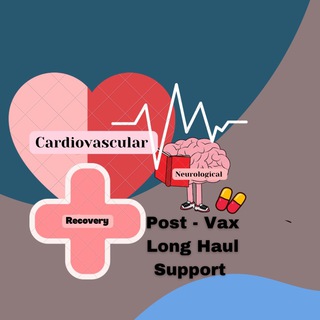 Cardiovascular
Neurological
Recovery
Post - Vax
Long Haul
Support